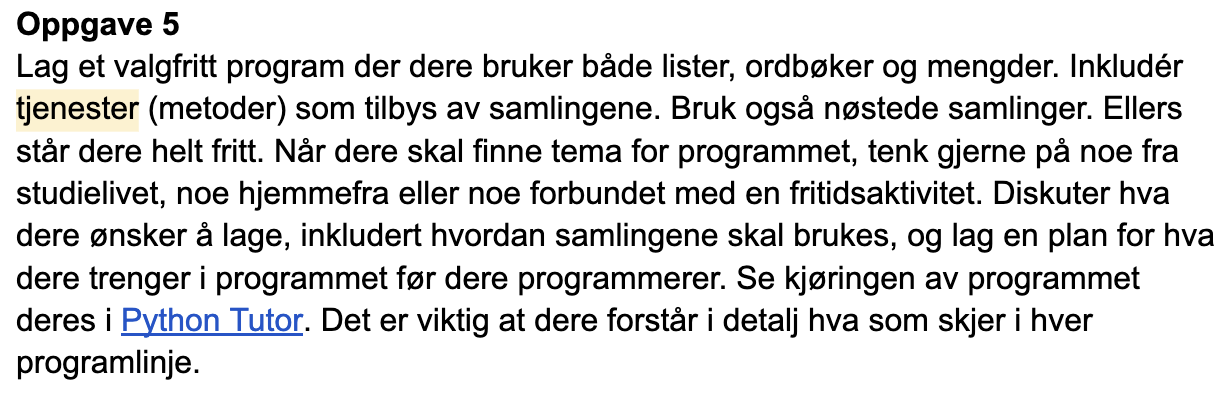 Oppgave 5
Lag et valgfritt program der dere bruker både lister, ordbøker og mengder. Inkludér
tjenester (metoder) som tilbys av samlingene. Bruk også nøstede samlinger. Ellers
står dere helt fritt. Når dere skal finne tema for programmet, tenk gjerne på noe fra
studielivet, noe hjemmefra eller noe forbundet med en fritidsaktivitet. Diskuter hva
dere ønsker å lage, inkludert hvordan samlingene skal brukes, og lag en plan for hva
dere trenger i programmet før dere programmerer. Se kjøringen av programmet
deres i Python Tutor. Det er viktig at dere forstår i detalj hva som skjer i hver
programlinje.